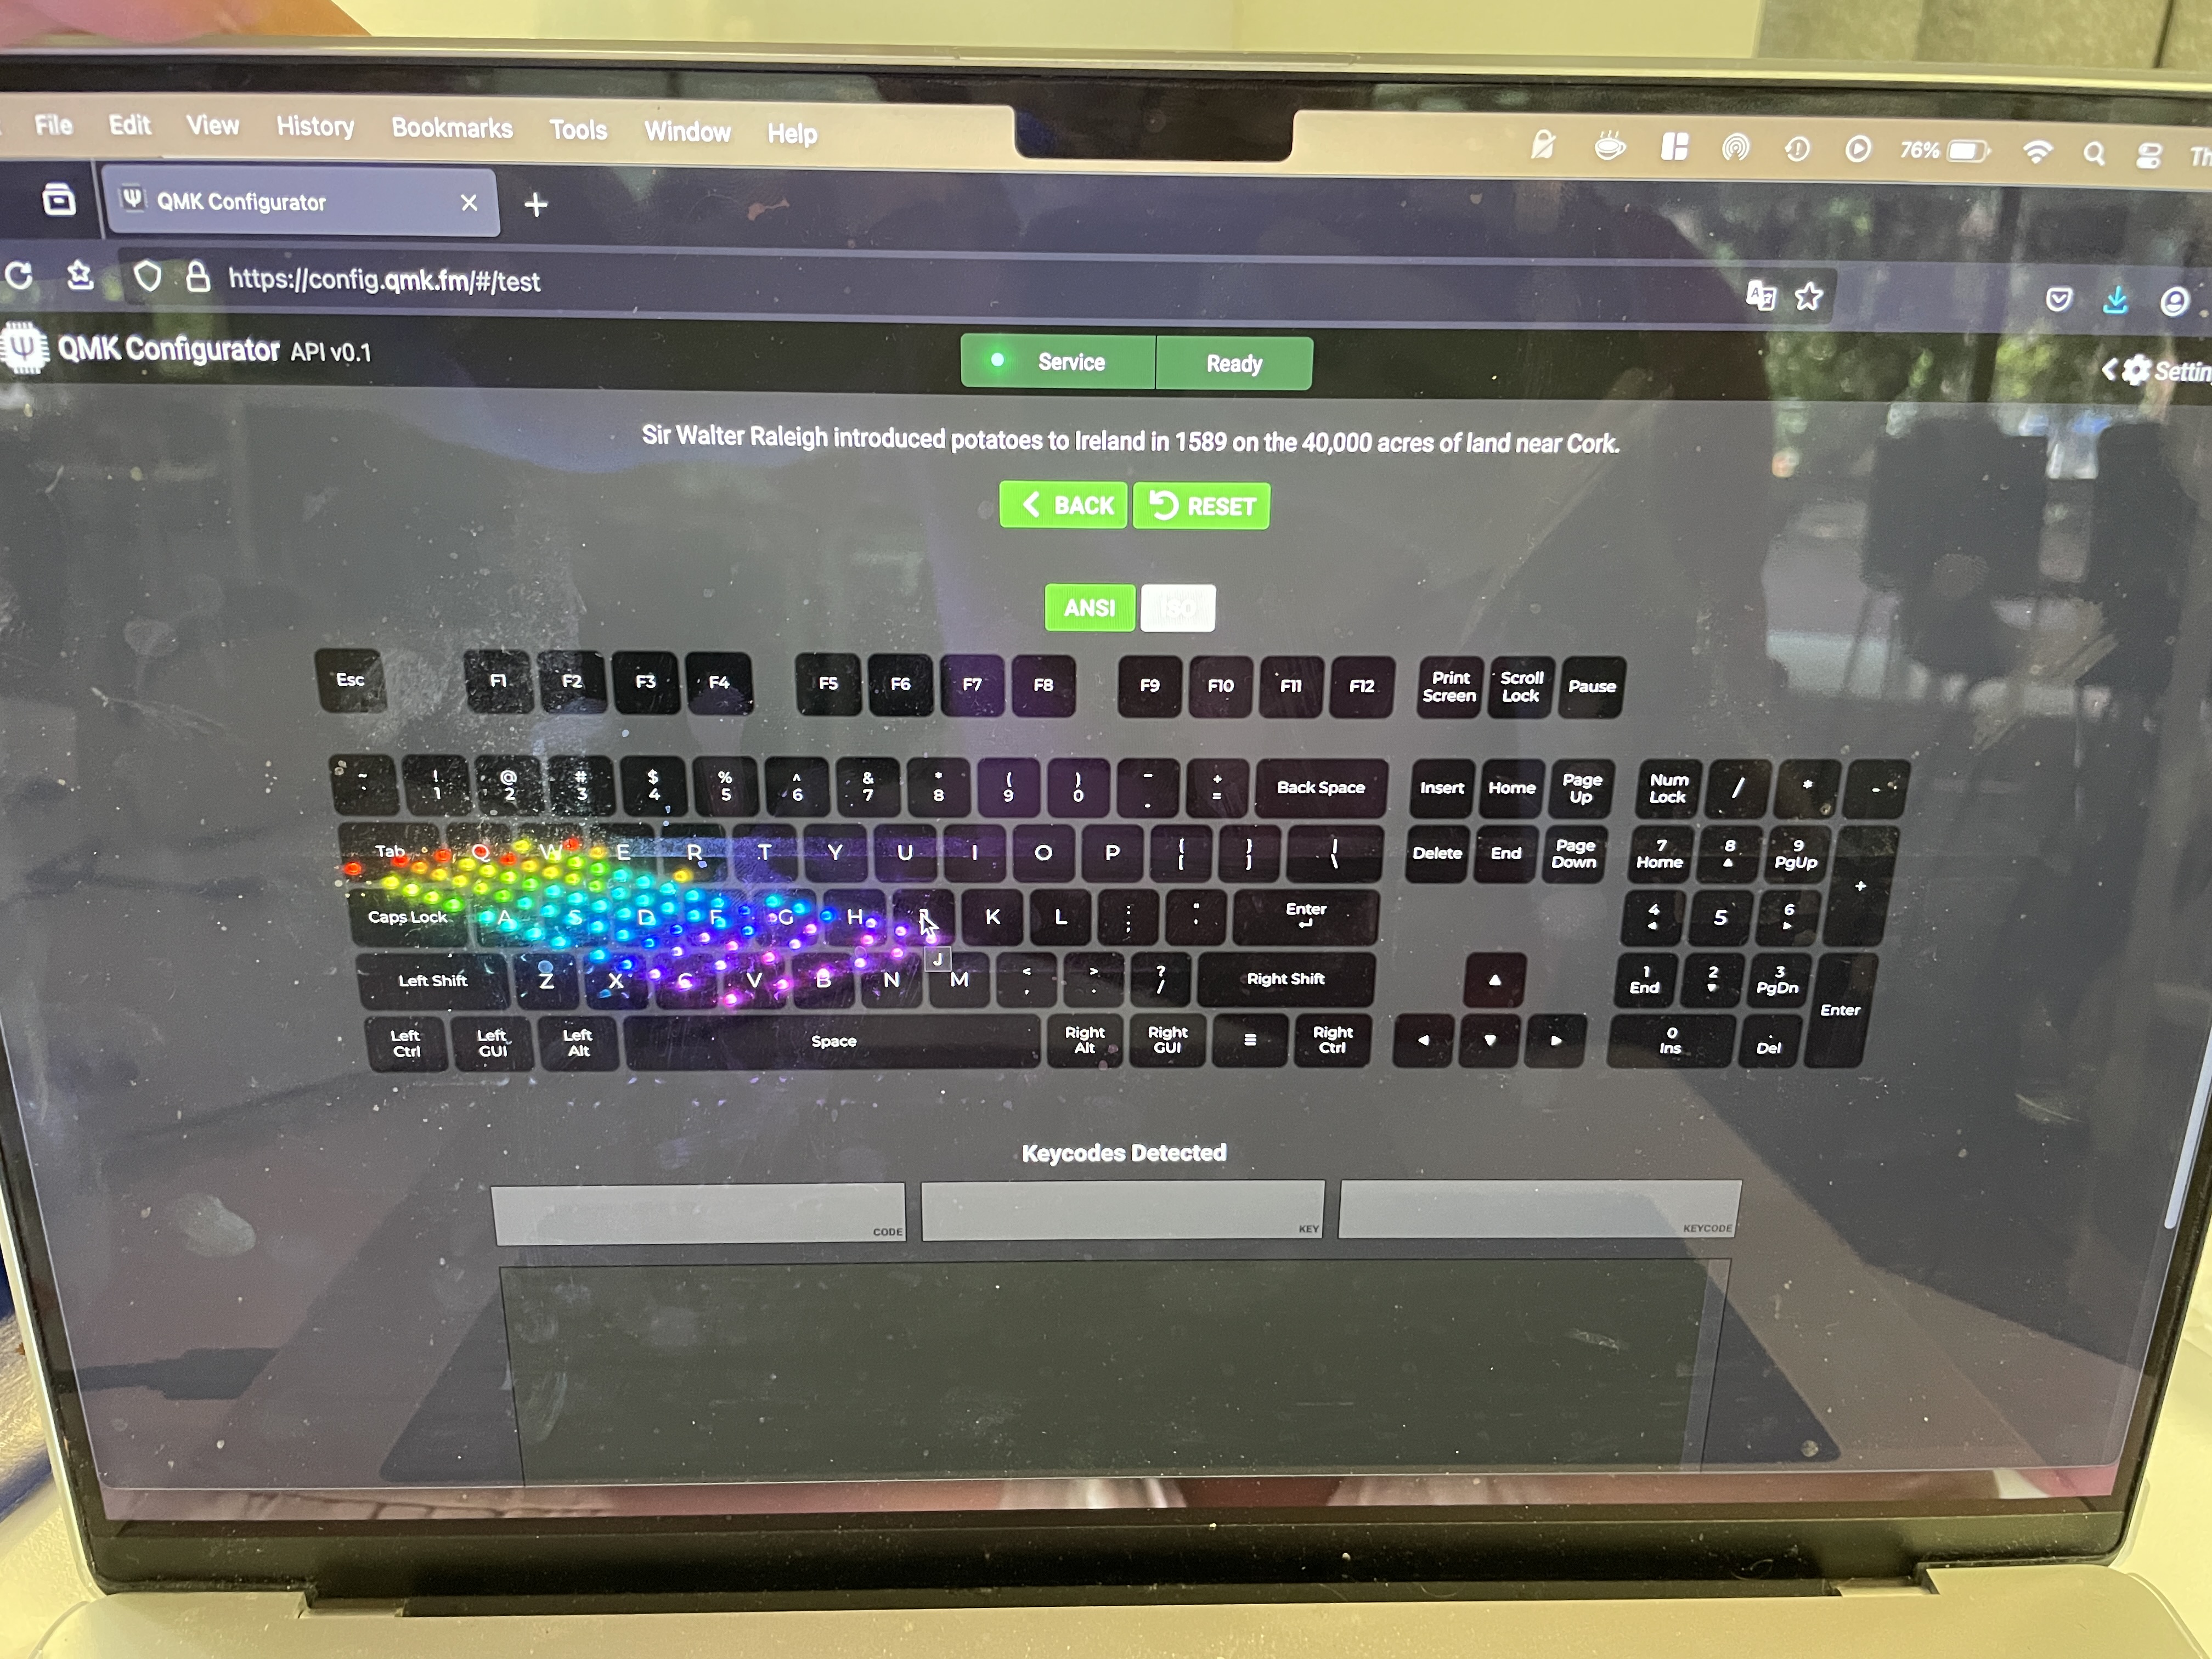 File Edit View History Bookmarks Tools Window Help 76% Th
QMK Configurator
https://config.qmk.fm/#/test
QMK Configurator API v0.1 Service Ready Settin
Sir Walter Raleigh introduced potatoes to Ireland in 1589 on the 40,000 acres of land near Cork.
BACK RESET
ANSI ISO
Esc F1 F2 F3 F4 F5 F6 F7 F8 F9 F10 F11 F12 Print Screen Scroll Lock Pause
~ ! 1 @ 2 # 3 $ 4 % 5 ^ 6 & 7 * 8 ( 9 ) 0 - + = Back Space Insert Home Page Up Num Lock / * -
Tab Q W E R T Y U I O P { [ } ] | \ Delete End Page Down 7 Home 8 9 PgUp +
Caps Lock A S D F G H J K L : ; " ' Enter 4 5 6
J
Left Shift Z X C V B N M < , > . ? / Right Shift 1 End 2 3 PgDn Enter
Left Ctrl Left GUI Left Alt Space Right Alt Right GUI Right Ctrl 0 Ins . Del
Keycodes Detected
CODE KEY KEYCODE